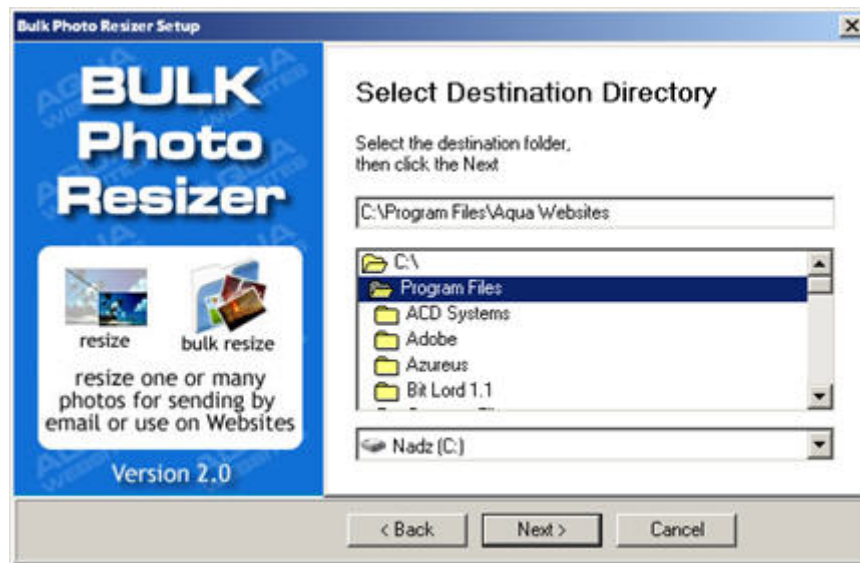 Bulk Photo Resizer Setup
BULK
Photo
Resizer
resize
bulk resize
resize one or many
photos for sending by
email or use on Websites
Version 2.0
Select Destination Directory
Select the destination folder,
then click the Next
C:\Program Files\Aqua Websites
C:\
Program Files
ACD Systems
Adobe
Azureus
Bit Lord 1.1
Nadz (C:)
< Back
Next >
Cancel